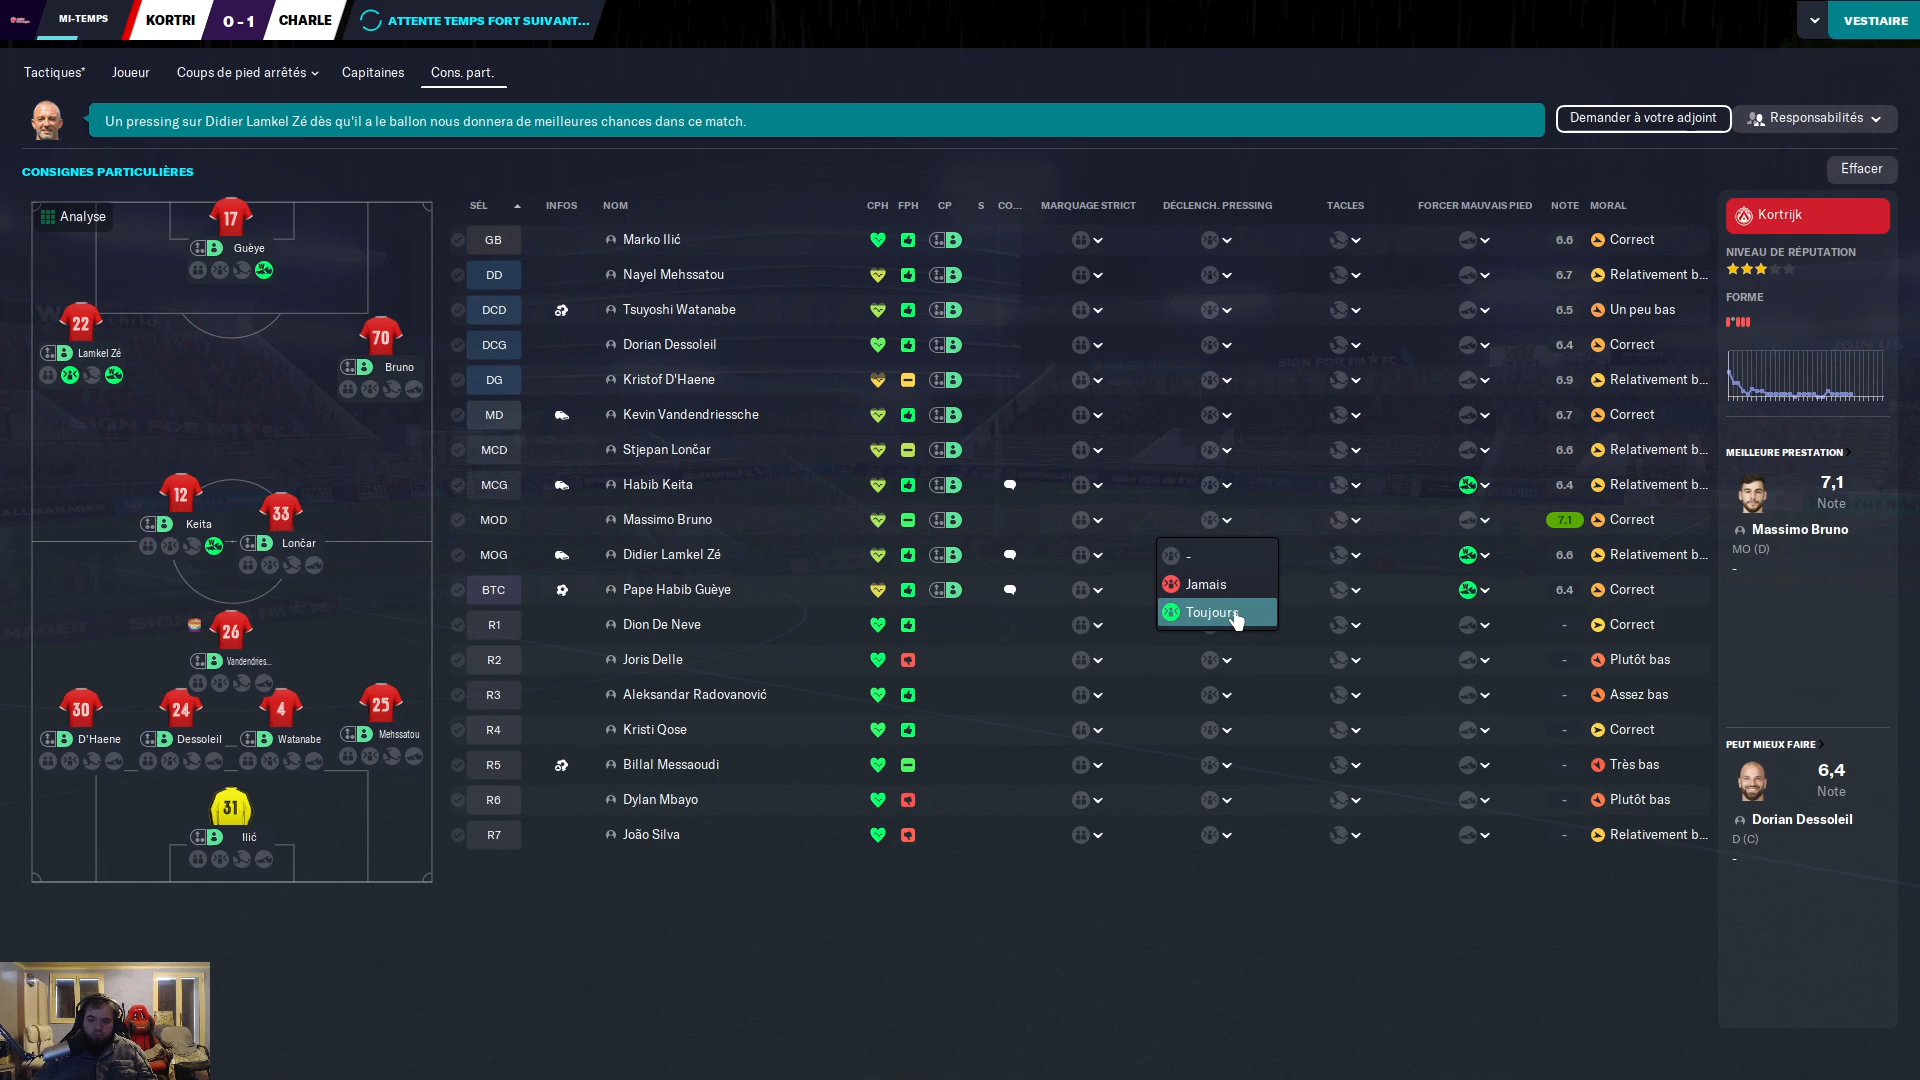 MI-TEMPS
KORTRI
0 - 1
CHARLE
ATTENTE TEMPS FORT SUIVANT...
VESTIAIRE
Tactiques*
Joueur
Coups de pied arrêtés
Capitaines
Cons. part.
Un pressing sur Didier Lamkel Zé dès qu'il a le ballon nous donnera de meilleures chances dans ce match.
Demander à votre adjoint
Responsabilités
CONSIGNES PARTICULIÈRES
Effacer
Analyse
17
Guèye
22
Lamkel Zé
70
Bruno
12
Keita
33
Lončar
26
Vandendries...
30
D'Haene
24
Dessoleil
4
Watanabe
25
Mehssatou
31
Ilić
SÉL INFOS NOM CPH FPH CP S CO... MARQUAGE STRICT DÉCLENCH. PRESSING TACLES FORCER MAUVAIS PIED NOTE MORAL
GB Marko Ilić 6.6 Correct
DD Nayel Mehssatou 6.7 Relativement b...
DCD Tsuyoshi Watanabe 6.5 Un peu bas
DCG Dorian Dessoleil 6.4 Correct
DG Kristof D'Haene 6.9 Relativement b...
MD Kevin Vandendriessche 6.7 Correct
MCD Stjepan Lončar 6.6 Relativement b...
MCG Habib Keita 6.4 Relativement b...
MOD Massimo Bruno 7.1 Correct
MOG Didier Lamkel Zé 6.6 Relativement b...
BTC Pape Habib Guèye 6.4 Correct
R1 Dion De Neve - Correct
R2 Joris Delle - Plutôt bas
R3 Aleksandar Radovanović - Assez bas
R4 Kristi Qose - Correct
R5 Billal Messaoudi - Très bas
R6 Dylan Mbayo - Plutôt bas
R7 João Silva - Relativement b...
-
Jamais
Toujours
Kortrijk
NIVEAU DE RÉPUTATION
FORME
MEILLEURE PRESTATION
7,1
Note
Massimo Bruno
MO (D)
-
PEUT MIEUX FAIRE
6,4
Note
Dorian Dessoleil
D (C)
-